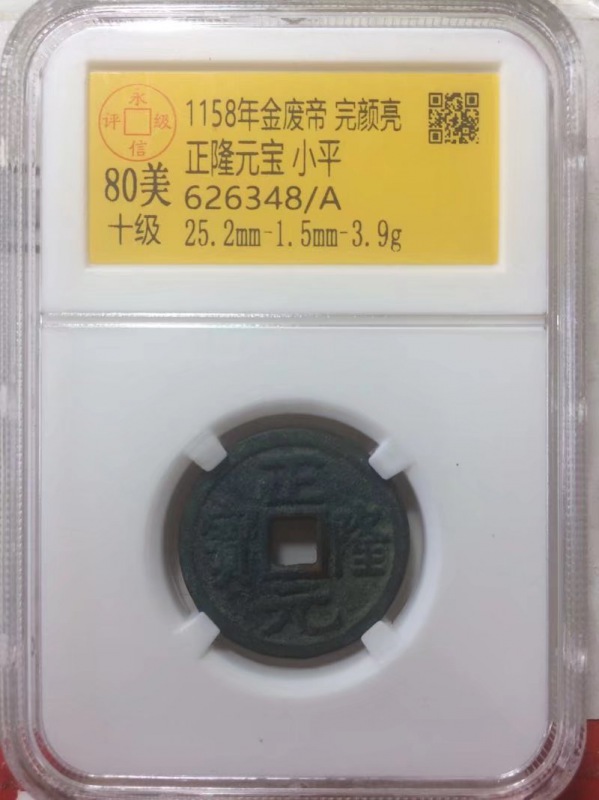 永
评 级
信
1158年金废帝 完颜亮
正隆元宝 小平
80美 626348/A
十级 25.2mm-1.5mm-3.9g
正
寶 隆
元